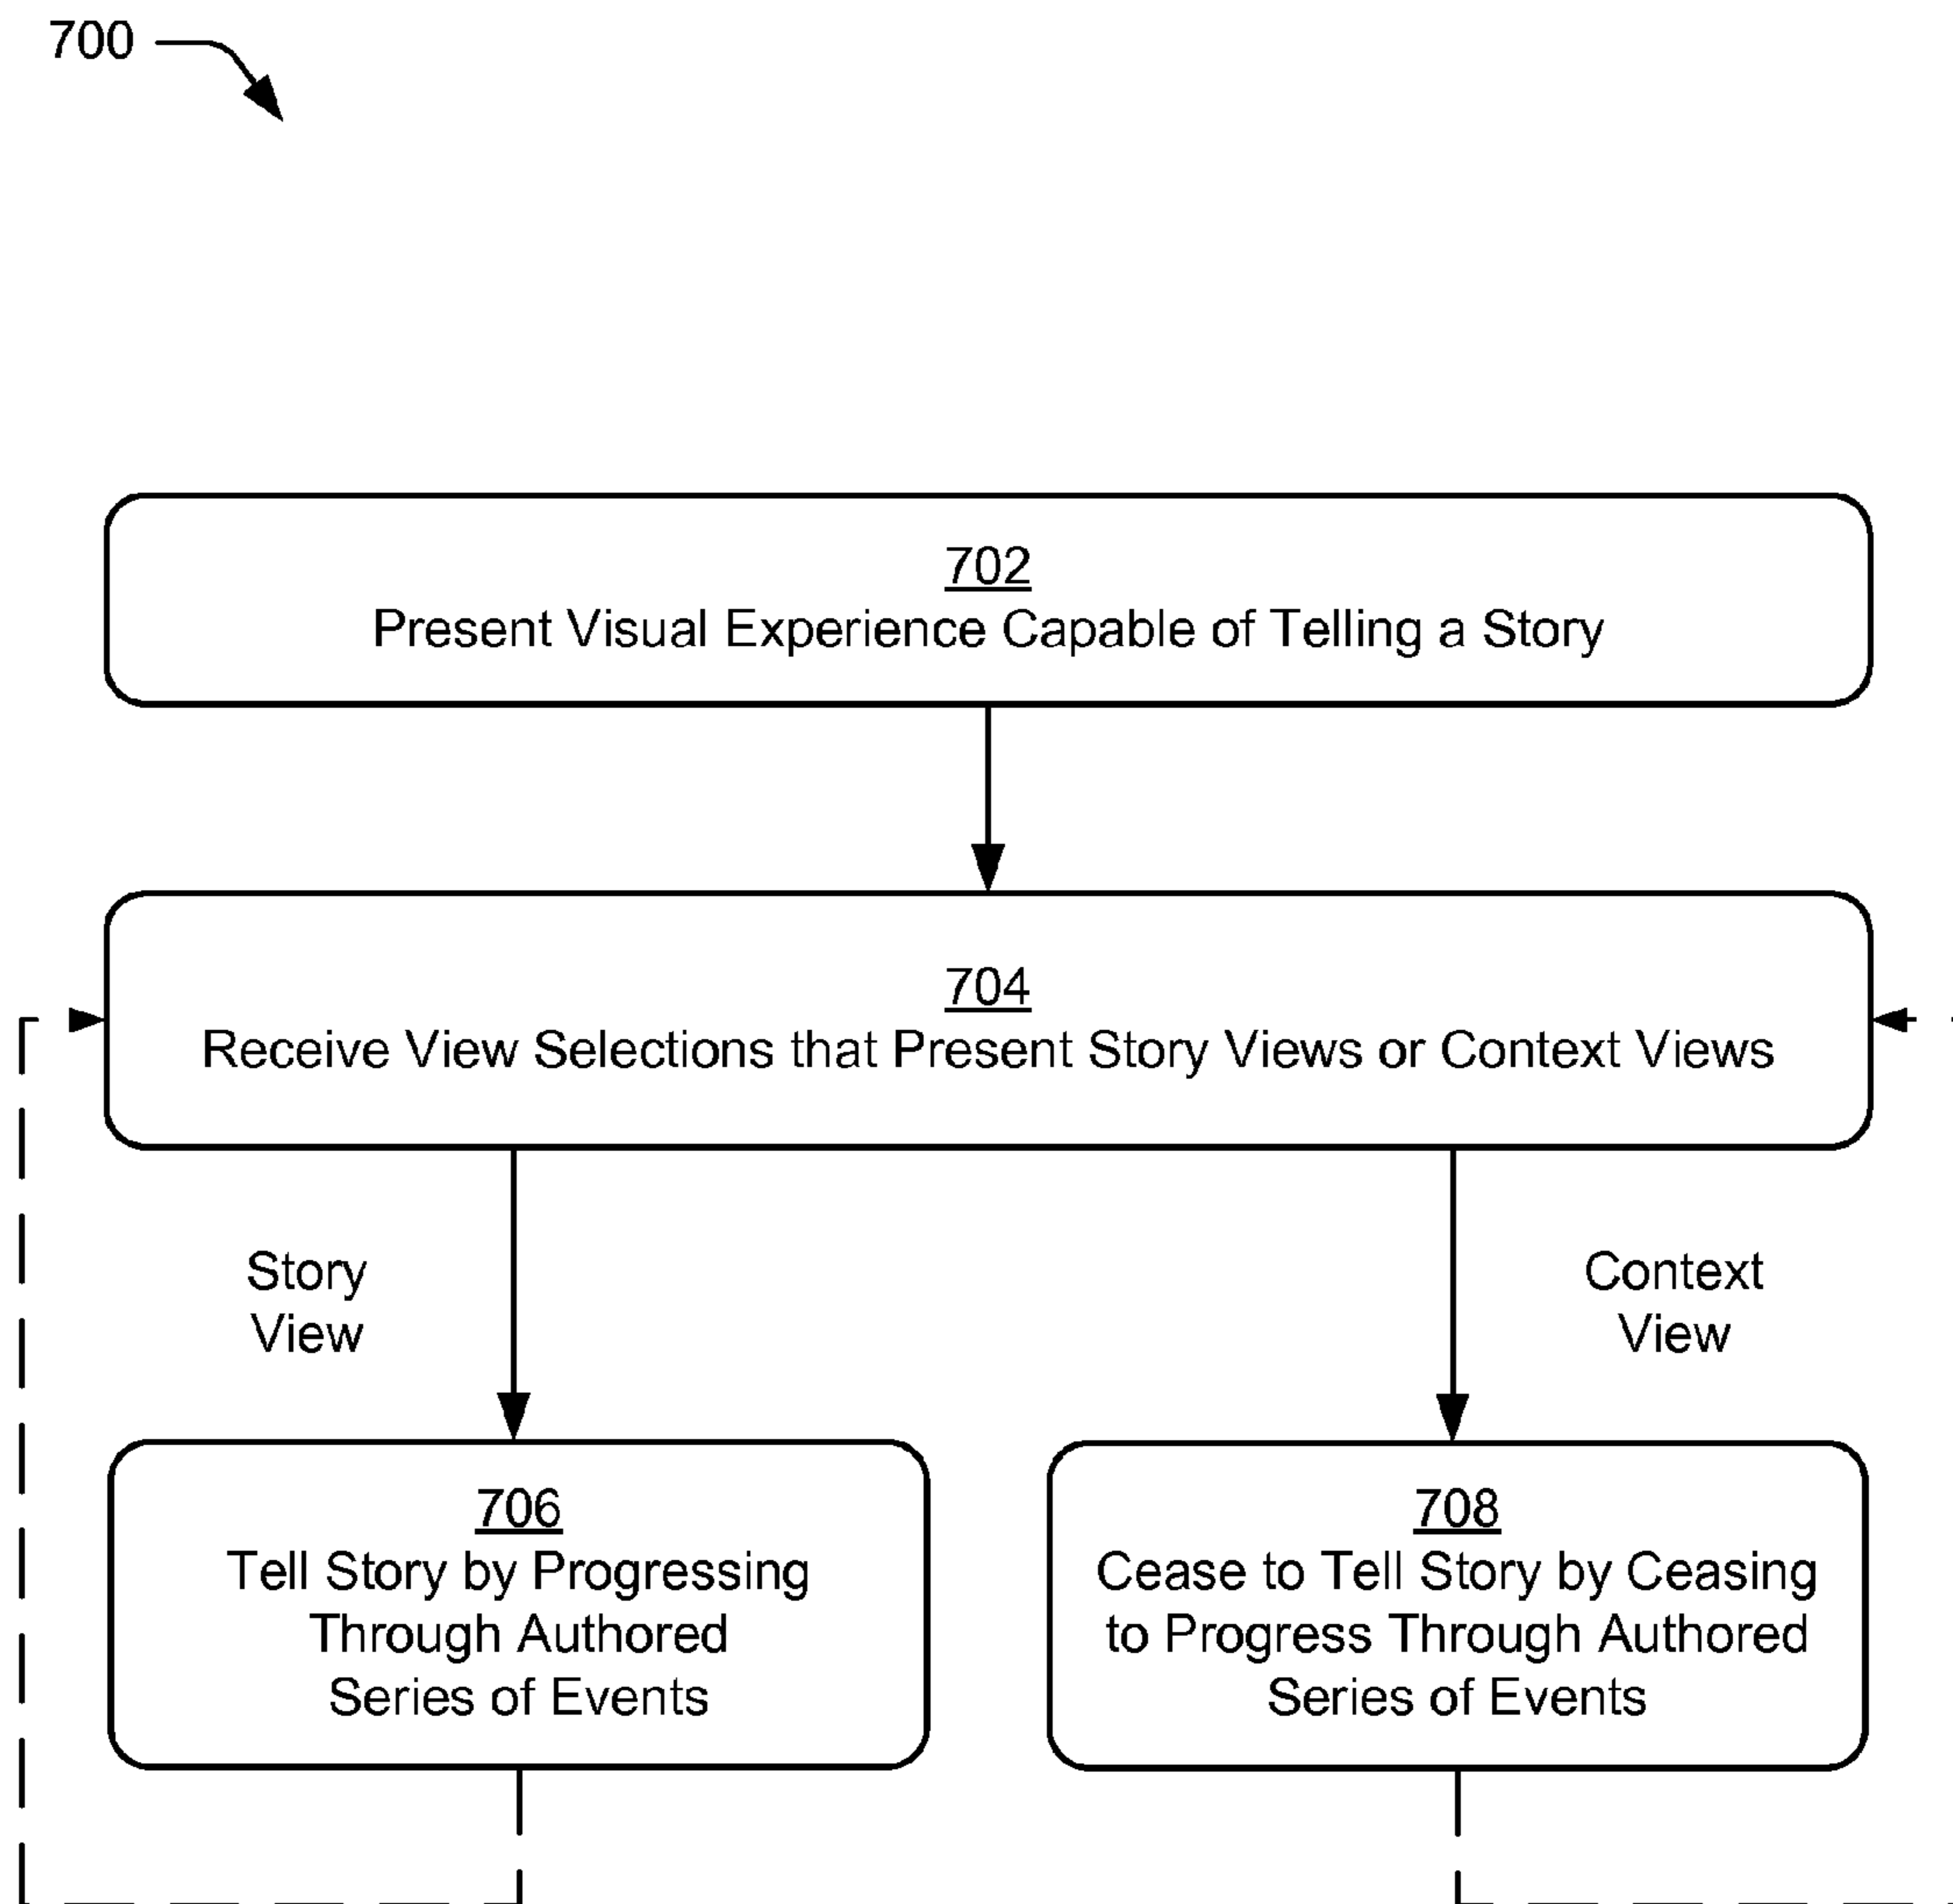 700
702
Present Visual Experience Capable of Telling a Story
704
Receive View Selections that Present Story Views or Context Views
Story
View
Context
View
706
Tell Story by Progressing
Through Authored
Series of Events
708
Cease to Tell Story by Ceasing
to Progress Through Authored
Series of Events